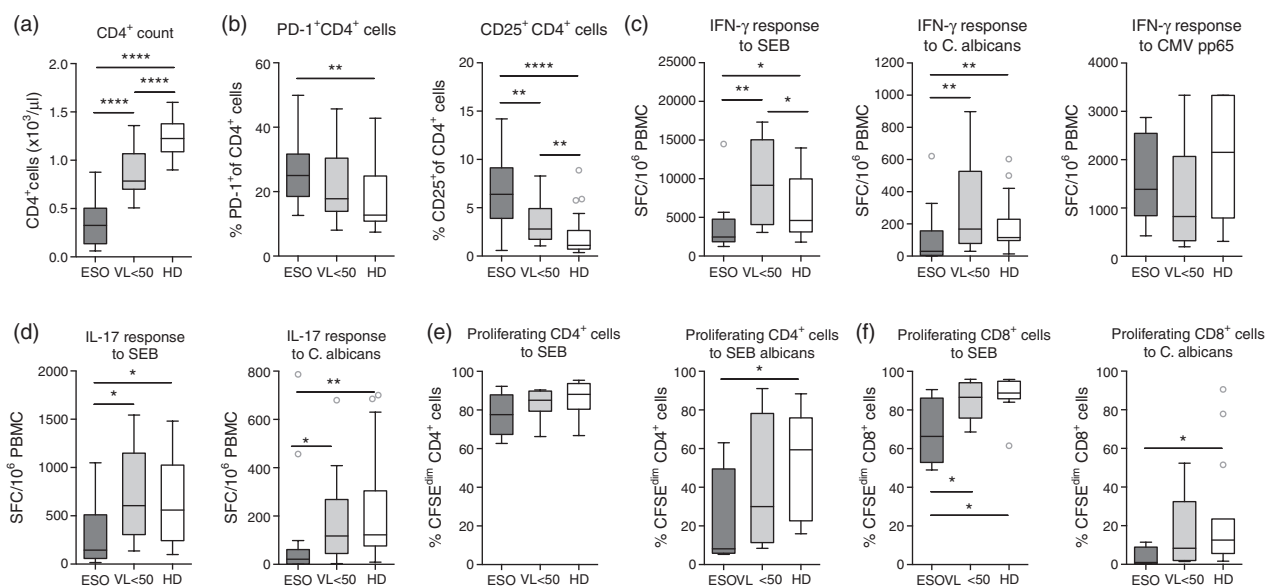 (a)
CD4⁺ count
****
****
****
CD4⁺cells (x10³/µl)
2.0
1.5
1.0
0.5
0.0
ESO VL<50 HD
(b)
PD-1⁺CD4⁺ cells
**
% PD-1⁺of CD4⁺ cells
60
40
20
0
ESO VL<50 HD
CD25⁺ CD4⁺ cells
****
**
**
% CD25⁺of CD4⁺ cells
20
15
10
5
0
ESO VL<50 HD
(c)
IFN-γ response
to SEB
*
**
*
SFC/10⁶ PBMC
25000
20000
15000
10000
5000
0
ESO VL<50 HD
IFN-γ response
to C. albicans
**
**
SFC/10⁶ PBMC
1200
1000
800
600
400
200
0
ESO VL<50 HD
IFN-γ response
to CMV pp65
SFC/10⁶ PBMC
4000
3000
2000
1000
0
ESO VL<50 HD
(d)
IL-17 response
to SEB
*
*
SFC/10⁶ PBMC
2000
1500
1000
500
0
ESO VL<50 HD
IL-17 response
to C. albicans
**
*
SFC/10⁶ PBMC
800
600
400
200
0
ESO VL<50 HD
(e)
Proliferating CD4⁺ cells
to SEB
% CFSEᵈⁱᵐ CD4⁺ cells
100
80
60
40
20
0
ESO VL<50 HD
Proliferating CD4⁺ cells
to SEB albicans
*
% CFSEᵈⁱᵐ CD4⁺ cells
100
80
60
40
20
0
ESOVL <50 HD
(f)
Proliferating CD8⁺ cells
to SEB
*
*
% CFSEᵈⁱᵐ CD8⁺ cells
100
80
60
40
20
0
ESOVL <50 HD
Proliferating CD8⁺ cells
to C. albicans
*
% CFSEᵈⁱᵐ CD8⁺ cells
100
80
60
40
20
0
ESO VL<50 HD